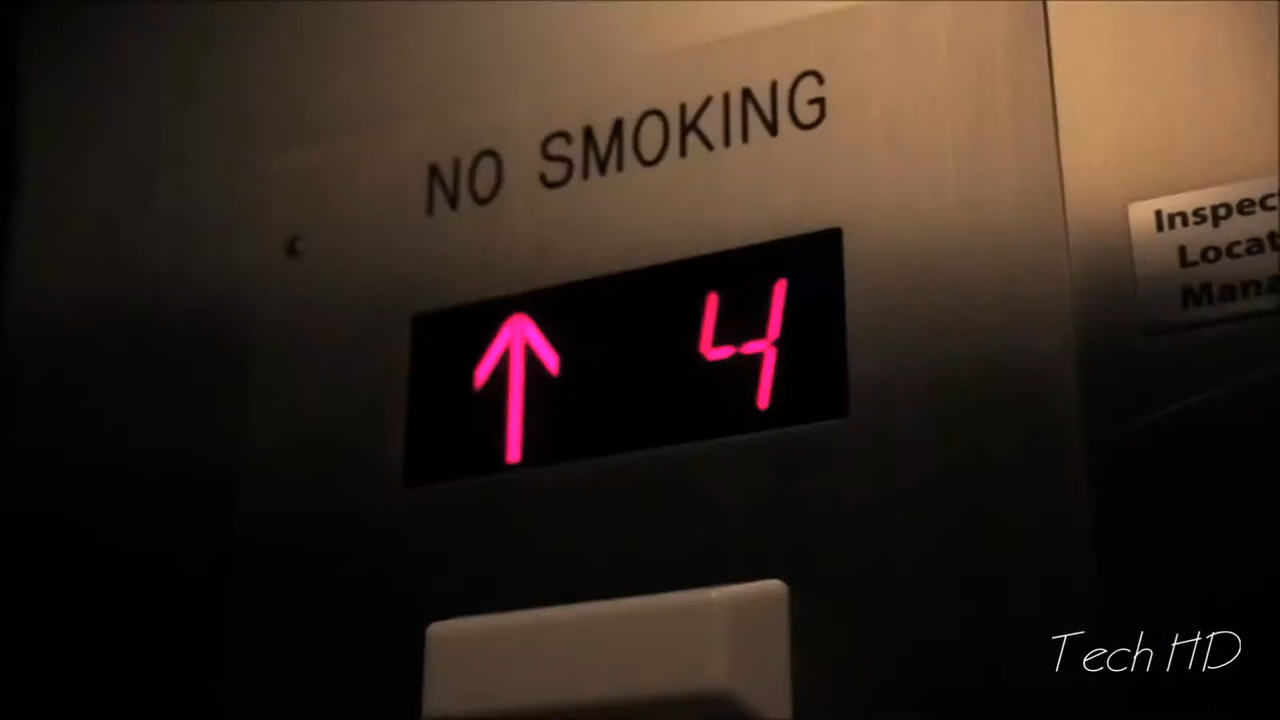 NO SMOKING
↑ 4
Inspec
Locat
Mana
Tech HD